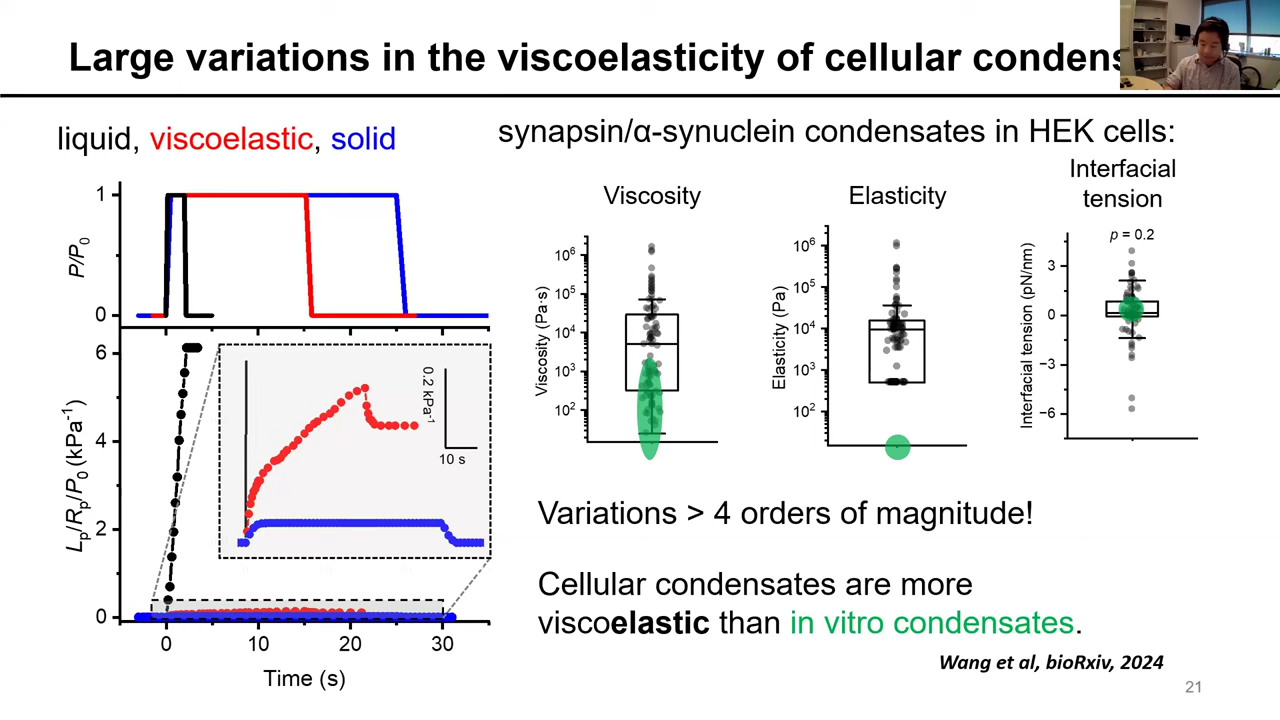 Large variations in the viscoelasticity of cellular condens
liquid, viscoelastic, solid
synapsin/α-synuclein condensates in HEK cells:
1
0
P/P₀
6
4
2
0
Lₚ/Rₚ/P₀ (kPa⁻¹)
0.2 kPa⁻¹
10 s
0 10 20 30
Time (s)
Viscosity
10⁶
10⁵
10⁴
10³
10²
Viscosity (Pa·s)
Elasticity
10⁶
10⁵
10⁴
10³
10²
Elasticity (Pa)
Interfacial
tension
p = 0.2
3
0
−3
−6
Interfacial tension (pN/nm)
Variations > 4 orders of magnitude!
Cellular condensates are more
viscoelastic than in vitro condensates.
Wang et al, bioRxiv, 2024
21